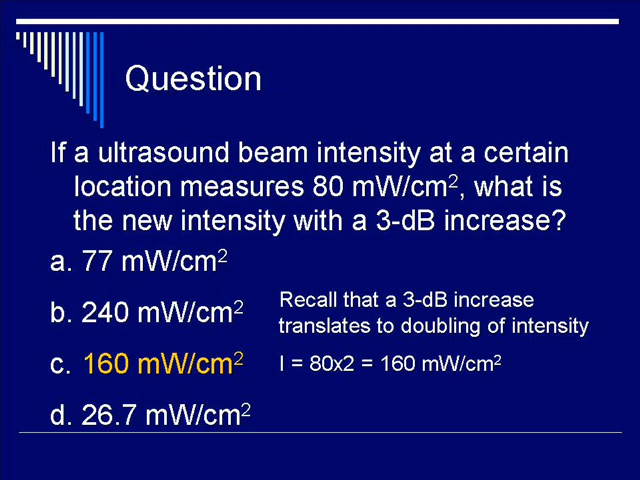 Question
If a ultrasound beam intensity at a certain
location measures 80 mW/cm², what is
the new intensity with a 3-dB increase?
a. 77 mW/cm²
b. 240 mW/cm²
Recall that a 3-dB increase
translates to doubling of intensity
c. 160 mW/cm²
I = 80x2 = 160 mW/cm²
d. 26.7 mW/cm²